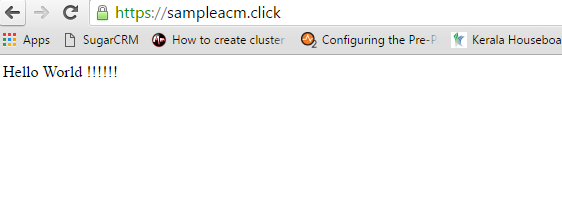 https://sampleacm.click
Apps SugarCRM How to create cluster Configuring the Pre-P Kerala Houseboa
Hello World !!!!!!